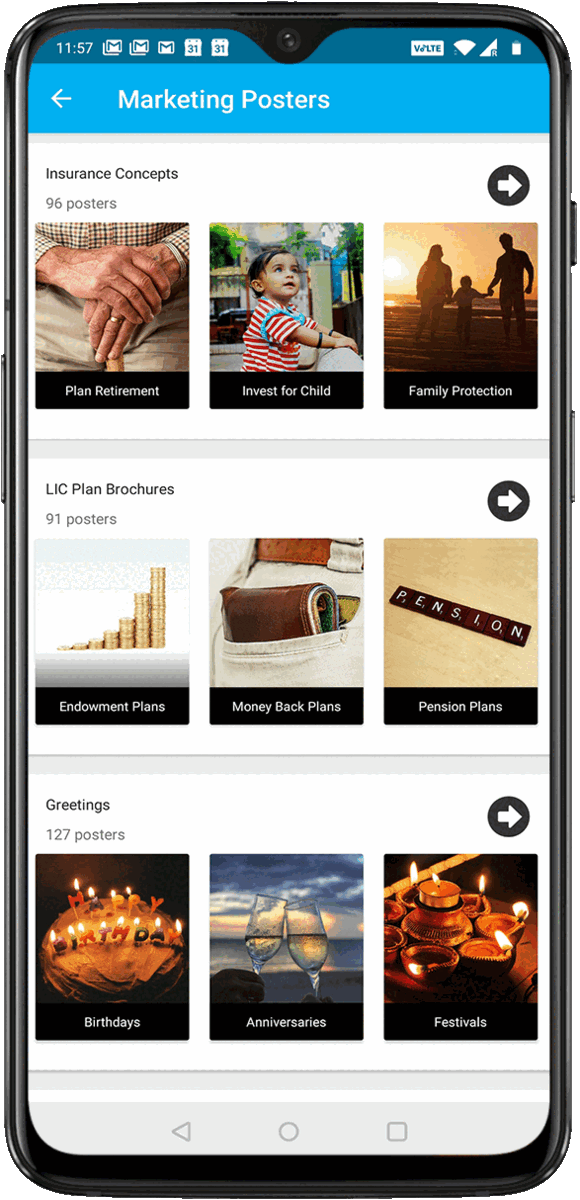 11:57 31 31 VoLTE R
Marketing Posters
Insurance Concepts
96 posters
Plan Retirement Invest for Child Family Protection
LIC Plan Brochures
91 posters
PENSION
Endowment Plans Money Back Plans Pension Plans
Greetings
127 posters
HAPPY
BIRTHDAY
Birthdays Anniversaries Festivals